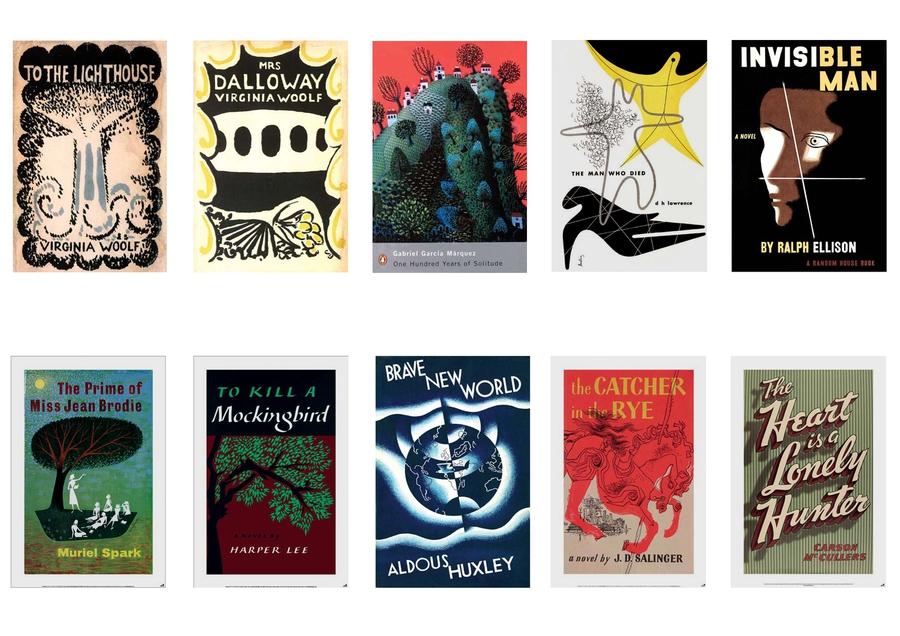 TO THE LIGHTHOUSE
VIRGINIA WOOLF
MRS
DALLOWAY
VIRGINIA WOOLF
Gabriel García Márquez
One Hundred Years of Solitude
THE MAN WHO DIED
d h lawrence
INVISIBLE
MAN
A NOVEL
BY RALPH ELLISON
A RANDOM HOUSE BOOK
The Prime of
Miss Jean Brodie
Muriel Spark
TO KILL A
Mockingbird
a novel by
HARPER LEE
BRAVE NEW WORLD
ALDOUS HUXLEY
the CATCHER
in the RYE
a novel by J. D. SALINGER
The
Heart
is a
Lonely
Hunter
CARSON
McCULLERS